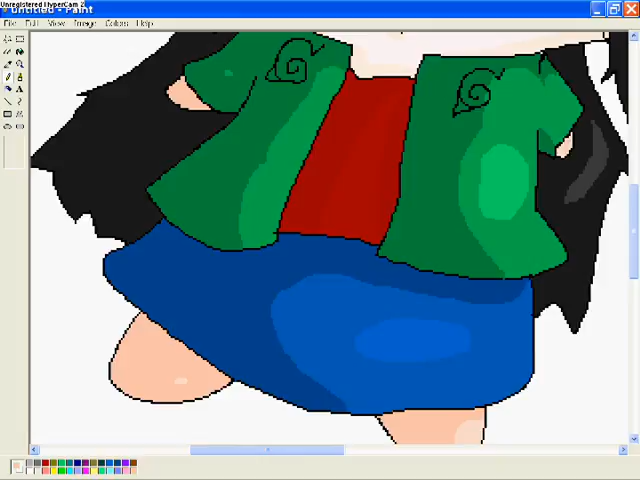 Unregistered HyperCam 2
untitled - Paint
File Edit View Image Colors Help
A